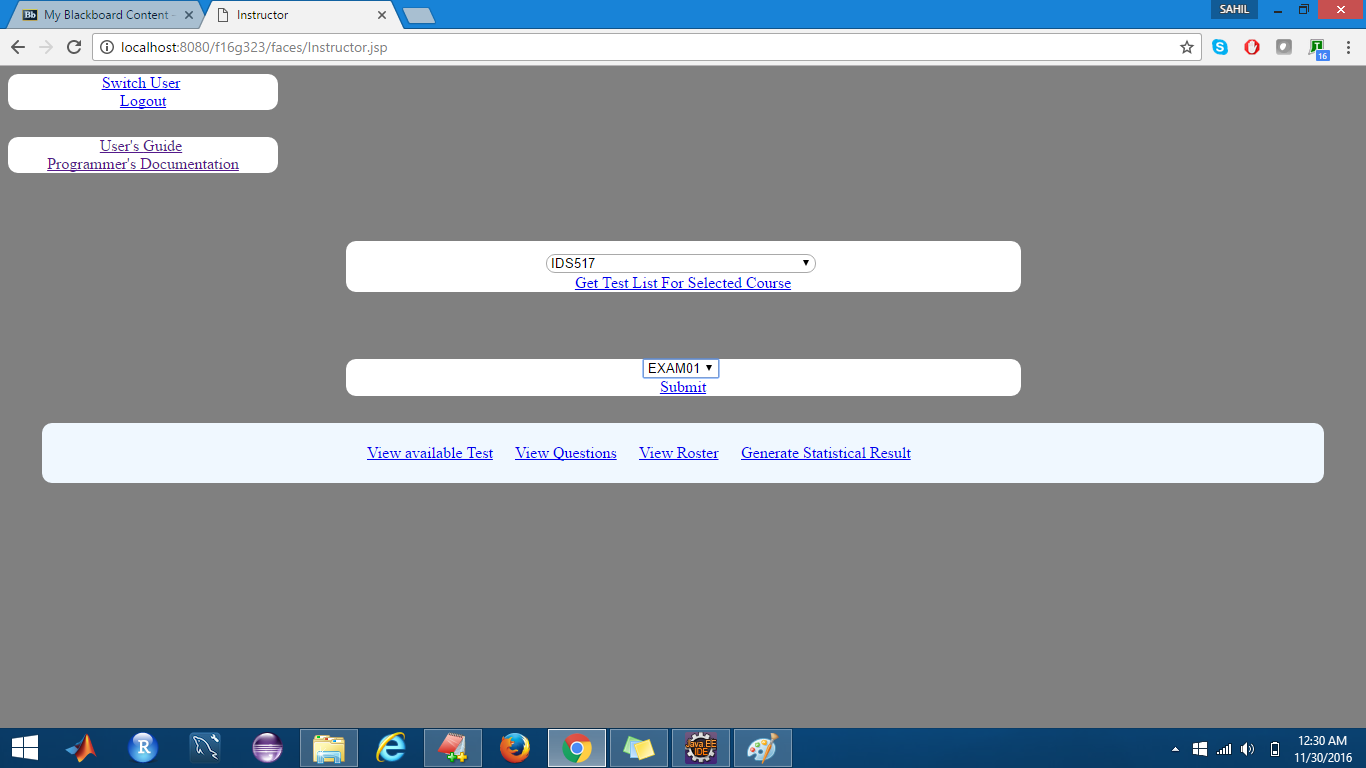 Bb My Blackboard Content -
Instructor
SAHIL
localhost:8080/f16g323/faces/Instructor.jsp
16
Switch User
Logout
User's Guide
Programmer's Documentation
IDS517
Get Test List For Selected Course
EXAM01
Submit
View available Test View Questions View Roster Generate Statistical Result
R
Java EE
IDE
12:30 AM
11/30/2016